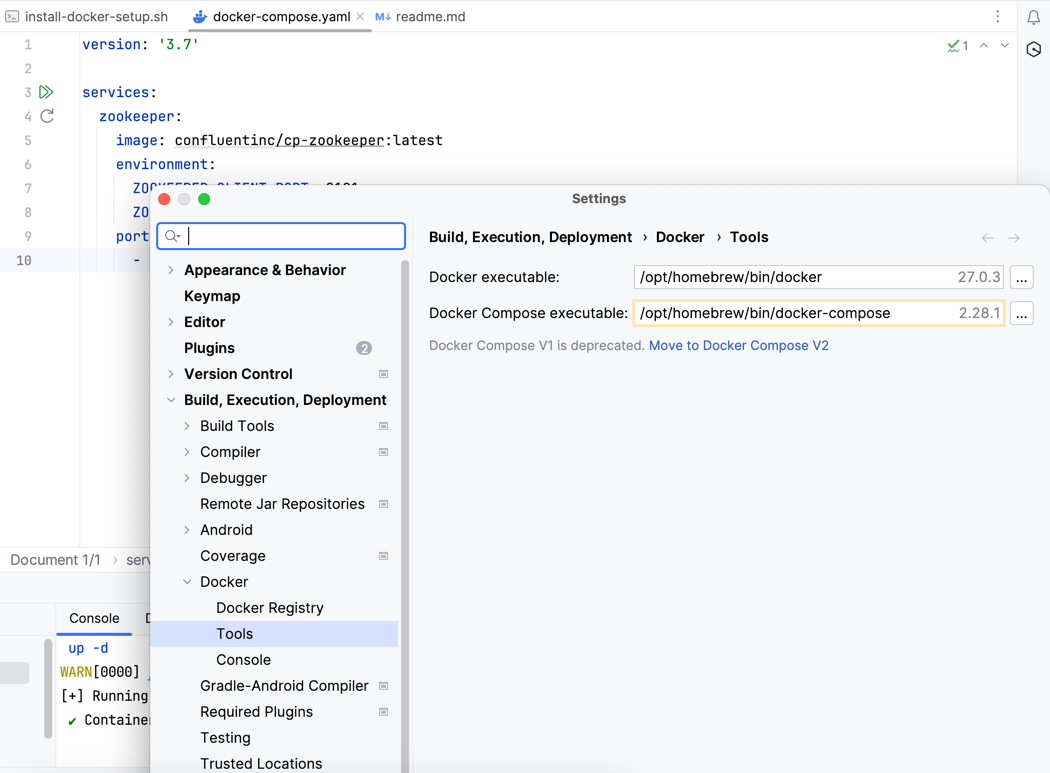 install-docker-setup.sh docker-compose.yaml M↓ readme.md
1 version: '3.7' 1
2
3 services:
4 zookeeper:
5 image: confluentinc/cp-zookeeper:latest
6 environment:
7
8 ZO
9 port
10 -
Settings
Build, Execution, Deployment › Docker › Tools
Docker executable: /opt/homebrew/bin/docker 27.0.3 ...
Docker Compose executable: /opt/homebrew/bin/docker-compose 2.28.1 ...
Docker Compose V1 is deprecated. Move to Docker Compose V2
Appearance & Behavior
Keymap
Editor
Plugins 2
Version Control
Build, Execution, Deployment
Build Tools
Compiler
Debugger
Remote Jar Repositories
Android
Coverage
Docker
Docker Registry
Tools
Console
Gradle-Android Compiler
Required Plugins
Testing
Trusted Locations
Document 1/1 › serv
Console
up -d
WARN[0000]
[+] Running
✔ Container